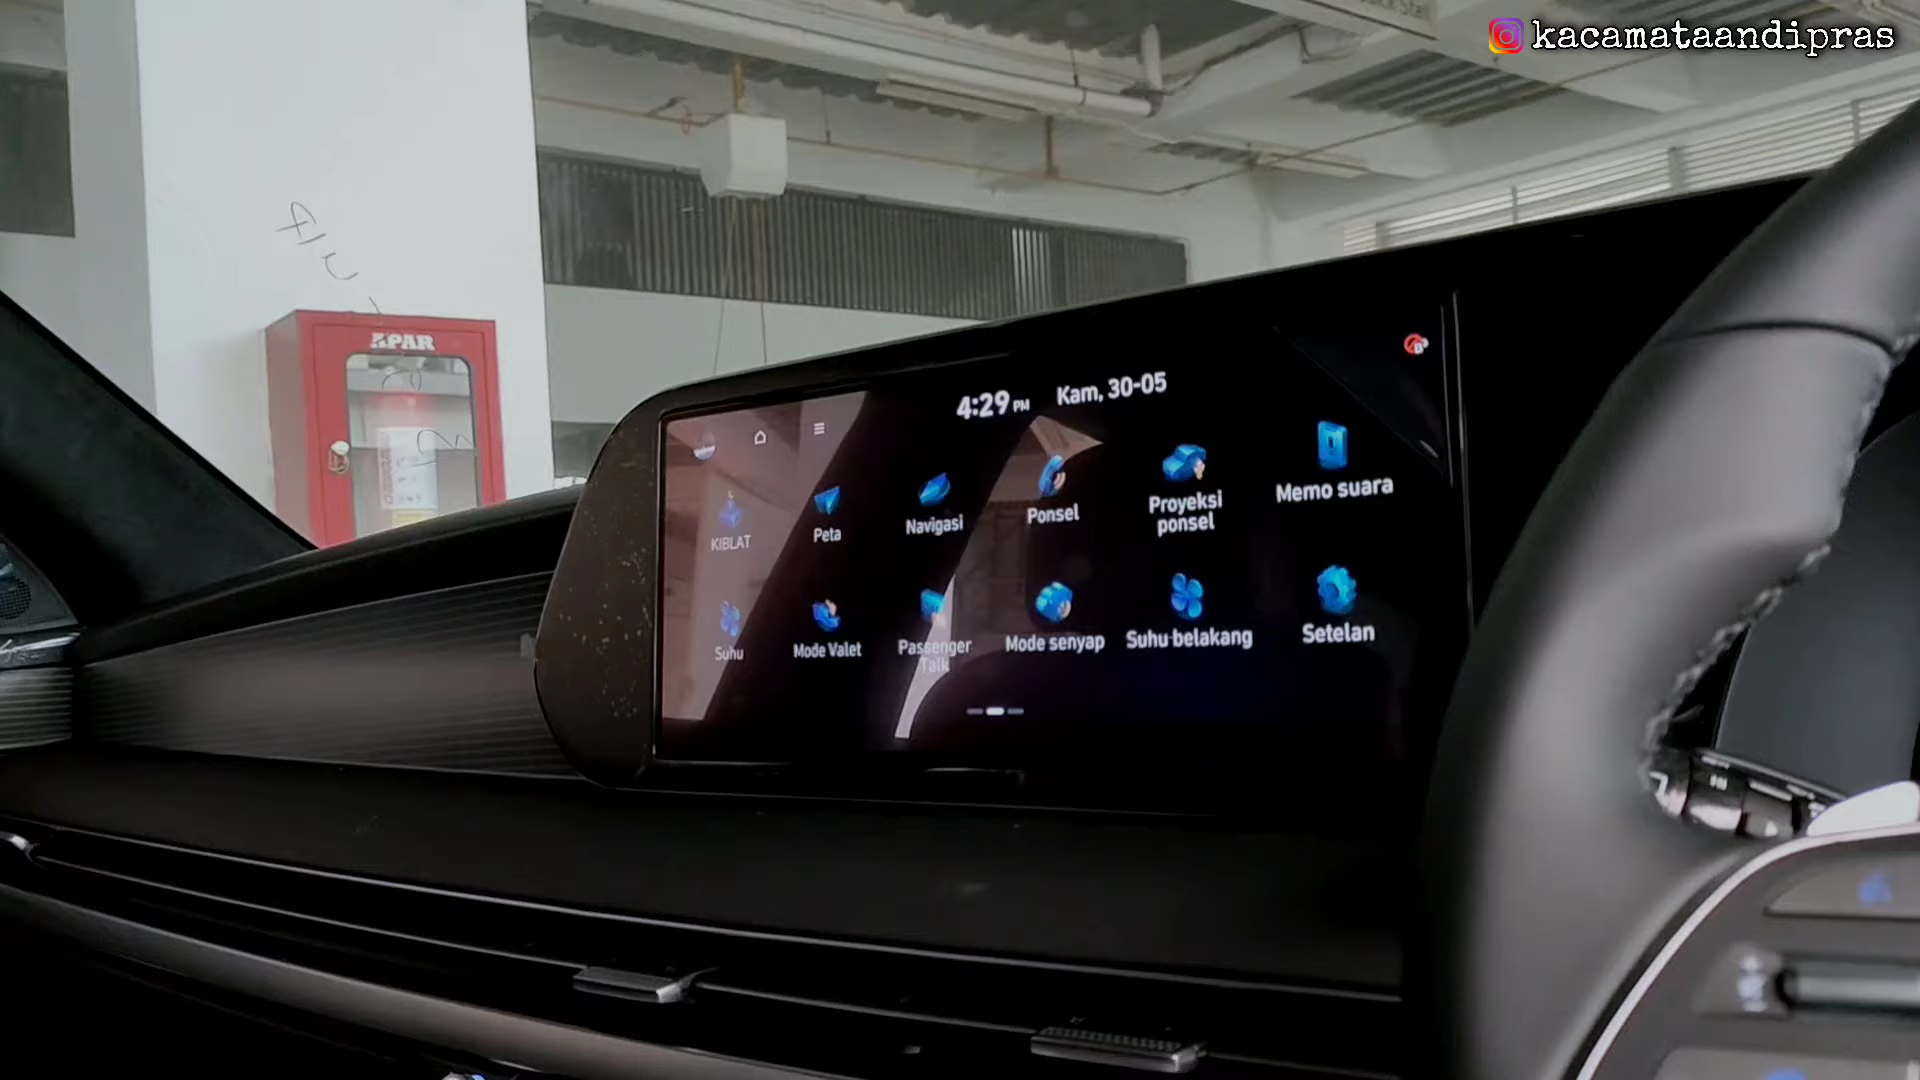 kacamataandipras
APAR
4:29 PM Kam, 30-05
KIBLAT
Peta
Navigasi
Ponsel
Proyeksi
ponsel
Memo suara
Suhu
Mode Valet
Passenger
Talk
Mode senyap
Suhu belakang
Setelan